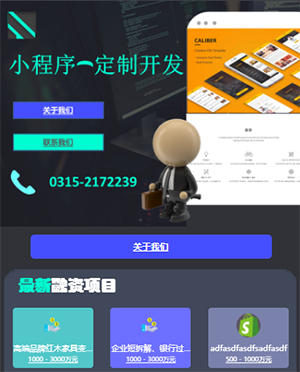 CALIBER
小程序一定制开发
关于我们
联系我们
0315-2172239
关于我们
最新融资项目
高端品牌红木家具变...
1000 - 3000万元
企业短拆解、银行过...
1000 - 3000万元
adfasdfasdfsadfasdf
500 - 1000万元